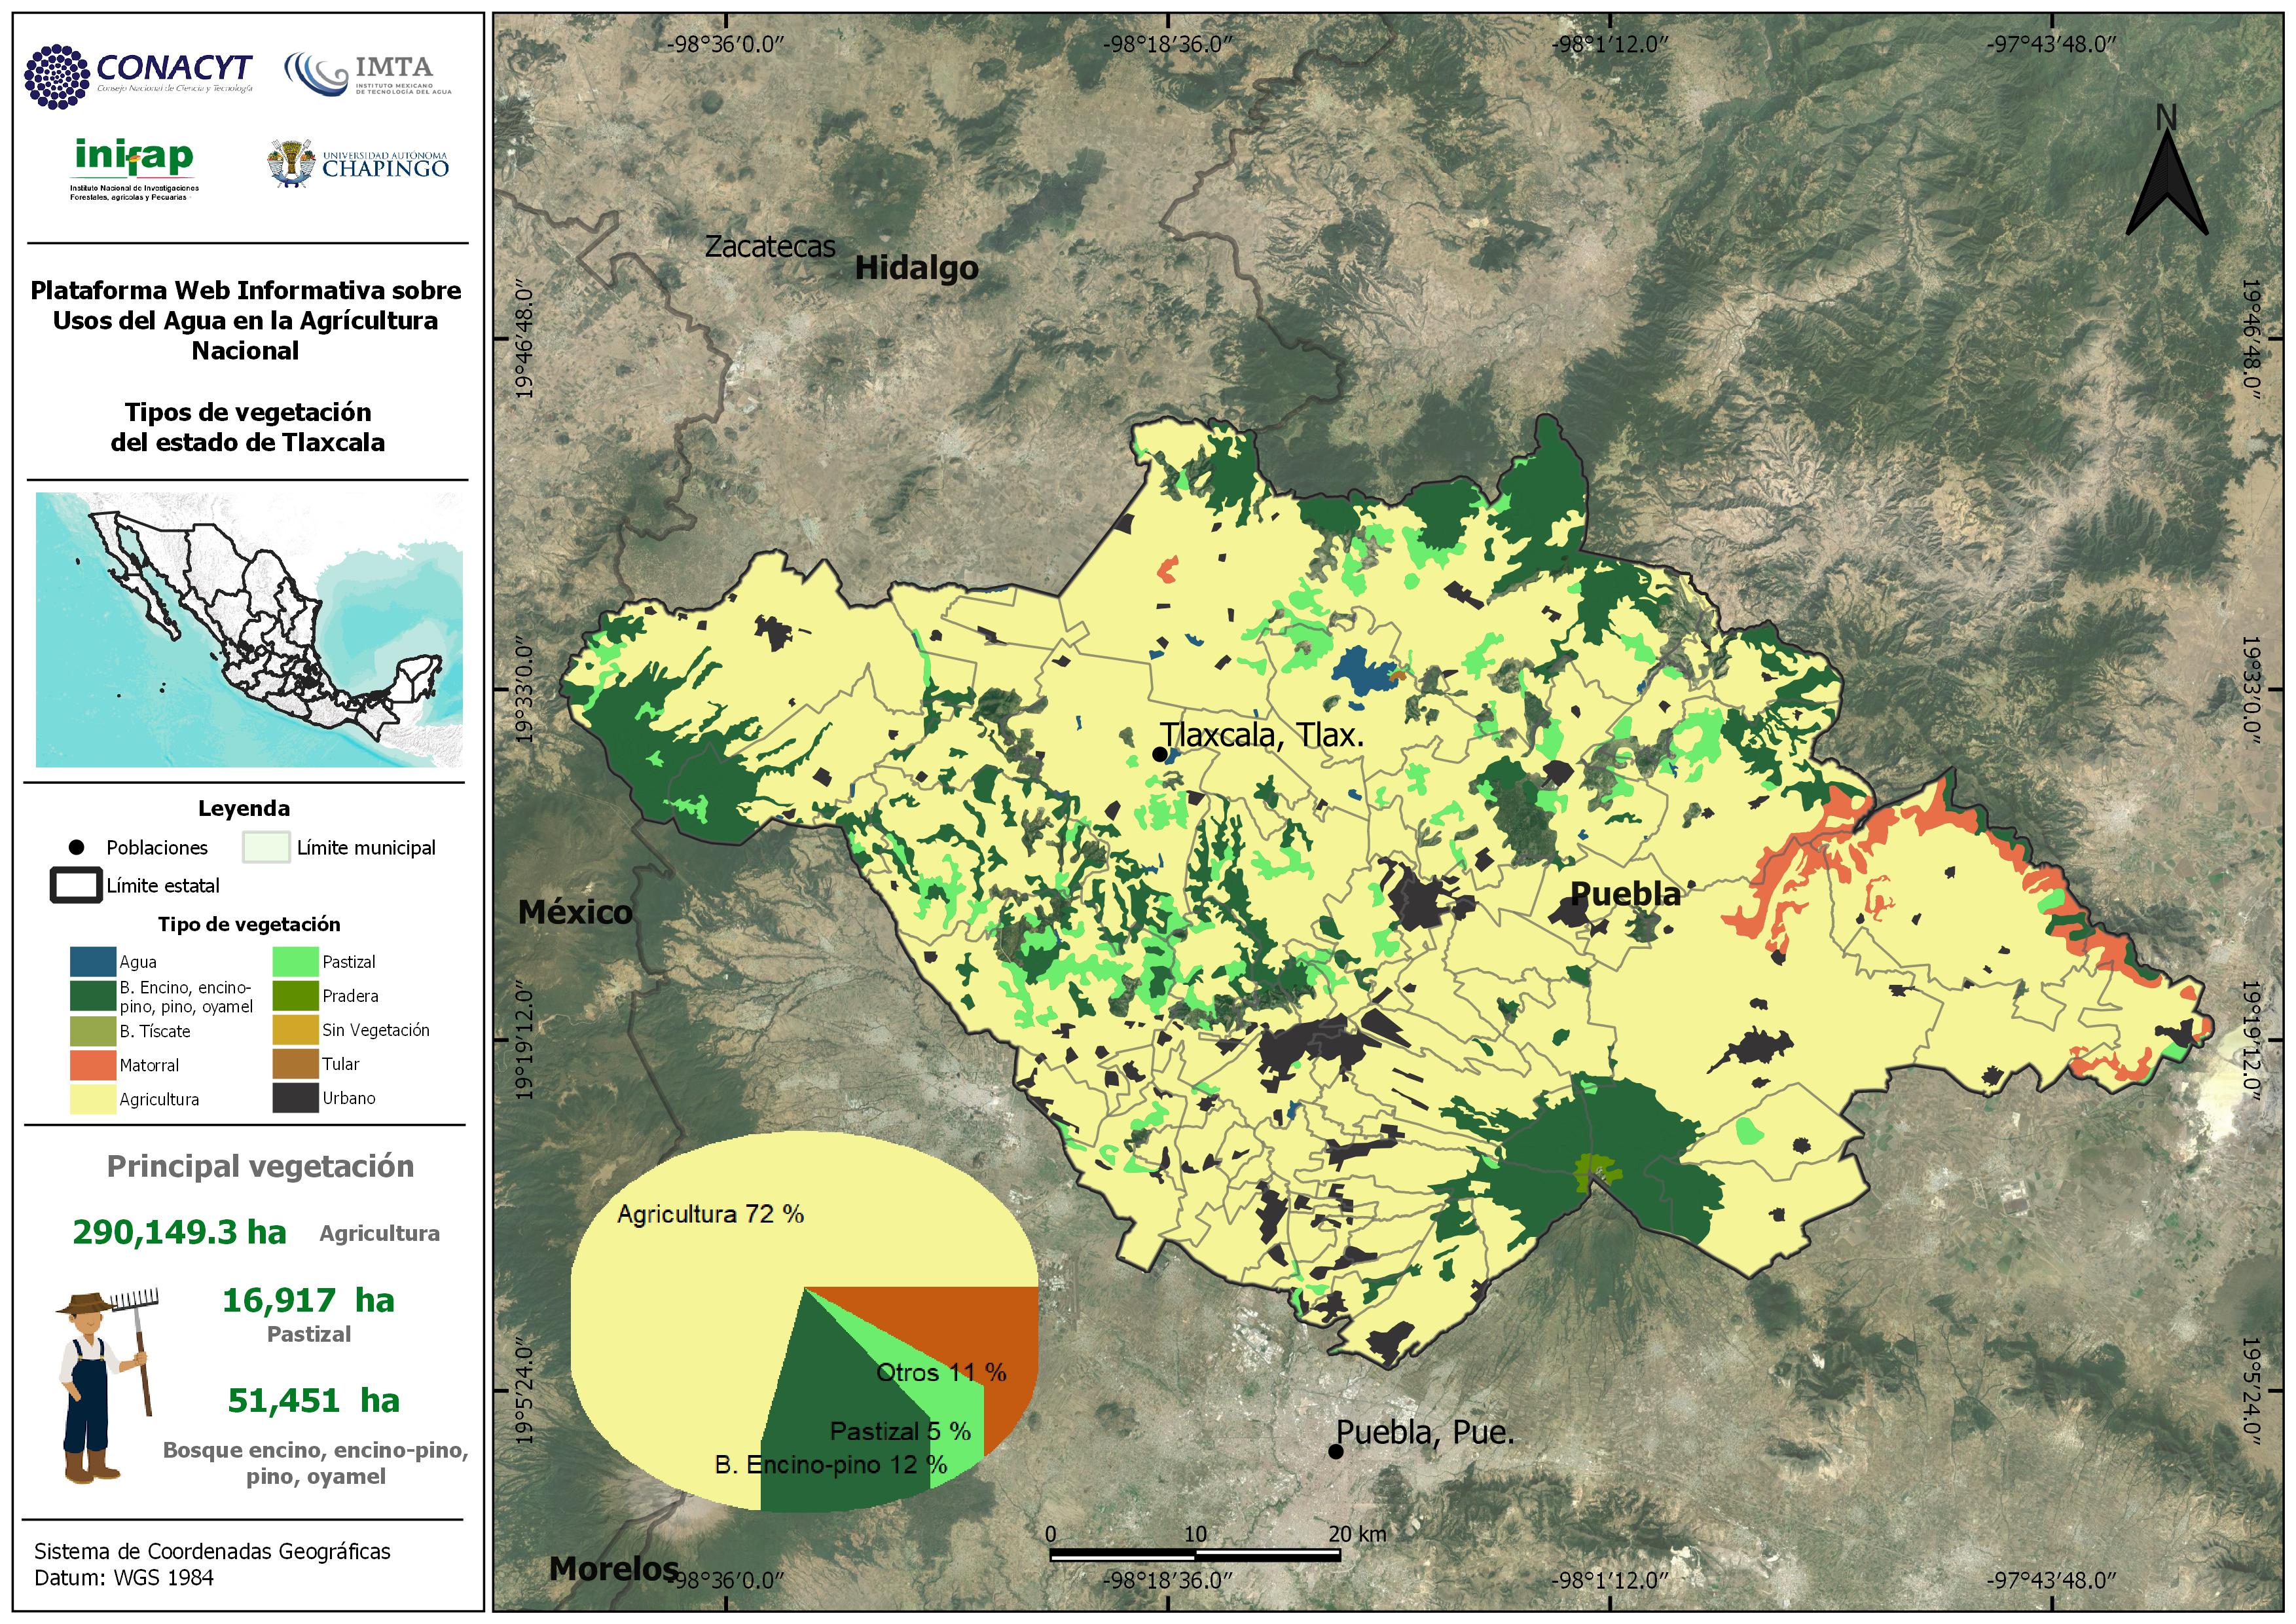 CONACYT
Consejo Nacional de Ciencia y Tecnología
IMTA
INSTITUTO MEXICANO
DE TECNOLOGÍA DEL AGUA
inifap
Instituto Nacional de Investigaciones
Forestales, agrícolas y Pecuarias
UNIVERSIDAD AUTÓNOMA
CHAPINGO
Plataforma Web Informativa sobre
Usos del Agua en la Agrícultura
Nacional
Tipos de vegetación
del estado de Tlaxcala
Leyenda
Poblaciones
Límite municipal
Límite estatal
Tipo de vegetación
Agua
Pastizal
B. Encino, encino-
pino, pino, oyamel
Pradera
B. Tíscate
Sin Vegetación
Matorral
Tular
Agricultura
Urbano
Principal vegetación
290,149.3 ha Agricultura
16,917 ha
Pastizal
51,451 ha
Bosque encino, encino-pino,
pino, oyamel
Sistema de Coordenadas Geográficas
Datum: WGS 1984
-98°36′0.0″
-98°18′36.0″
-98°1′12.0″
-97°43′48.0″
N
Zacatecas
Hidalgo
19°46′48.0″
19°46′48.0″
19°33′0.0″
19°33′0.0″
Tlaxcala, Tlax.
Puebla
México
19°19′12.0″
19°19′12.0″
Agricultura 72 %
Otros 11 %
Pastizal 5 %
B. Encino-pino 12 %
19°5′24.0″
19°5′24.0″
Puebla, Pue.
0 10 20 km
Morelos
-98°36′0.0″
-98°18′36.0″
-98°1′12.0″
-97°43′48.0″